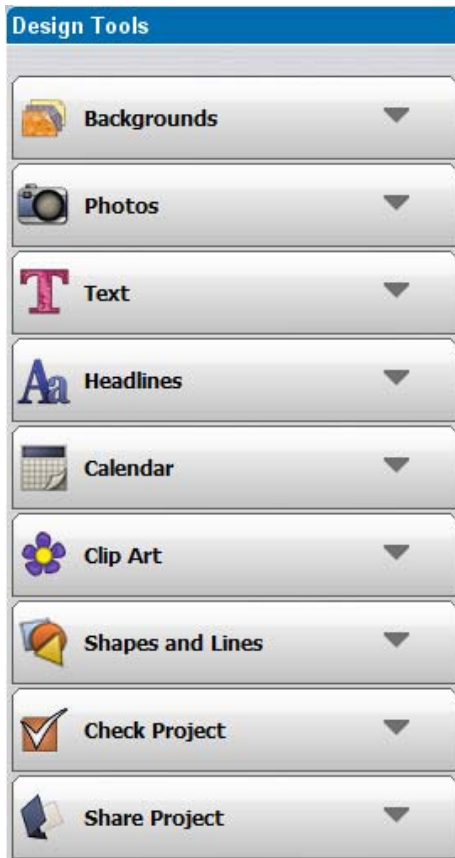 Design Tools
Backgrounds
Photos
Text
Headlines
Calendar
Clip Art
Shapes and Lines
Check Project
Share Project